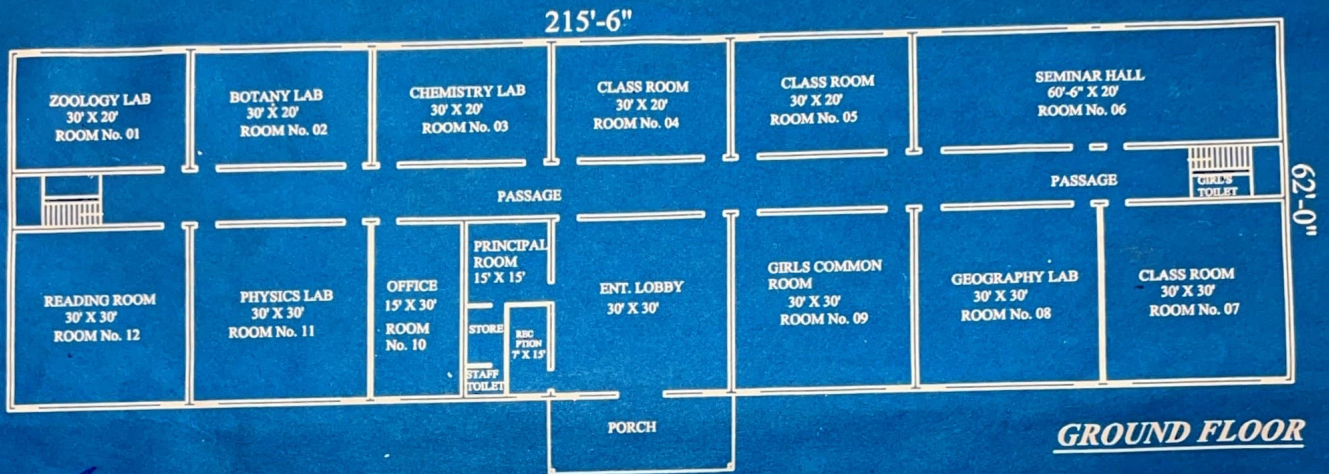 215'-6"
ZOOLOGY LAB
30' X 20'
ROOM No. 01
BOTANY LAB
30' X 20'
ROOM No. 02
CHEMISTRY LAB
30' X 20'
ROOM No. 03
CLASS ROOM
30' X 20'
ROOM No. 04
CLASS ROOM
30' X 20'
ROOM No. 05
SEMINAR HALL
60'-6" X 20'
ROOM No. 06
PASSAGE
PASSAGE
GIRL'S
TOILET
62'-0"
READING ROOM
30' X 30'
ROOM No. 12
PHYSICS LAB
30' X 30'
ROOM No. 11
OFFICE
15' X 30'
ROOM
No. 10
PRINCIPAL
ROOM
15' X 15'
STORE
REC
PTION
7' X 15'
STAFF
TOILET
ENT. LOBBY
30' X 30'
GIRLS COMMON
ROOM
30' X 30'
ROOM No. 09
GEOGRAPHY LAB
30' X 30'
ROOM No. 08
CLASS ROOM
30' X 30'
ROOM No. 07
PORCH
GROUND FLOOR